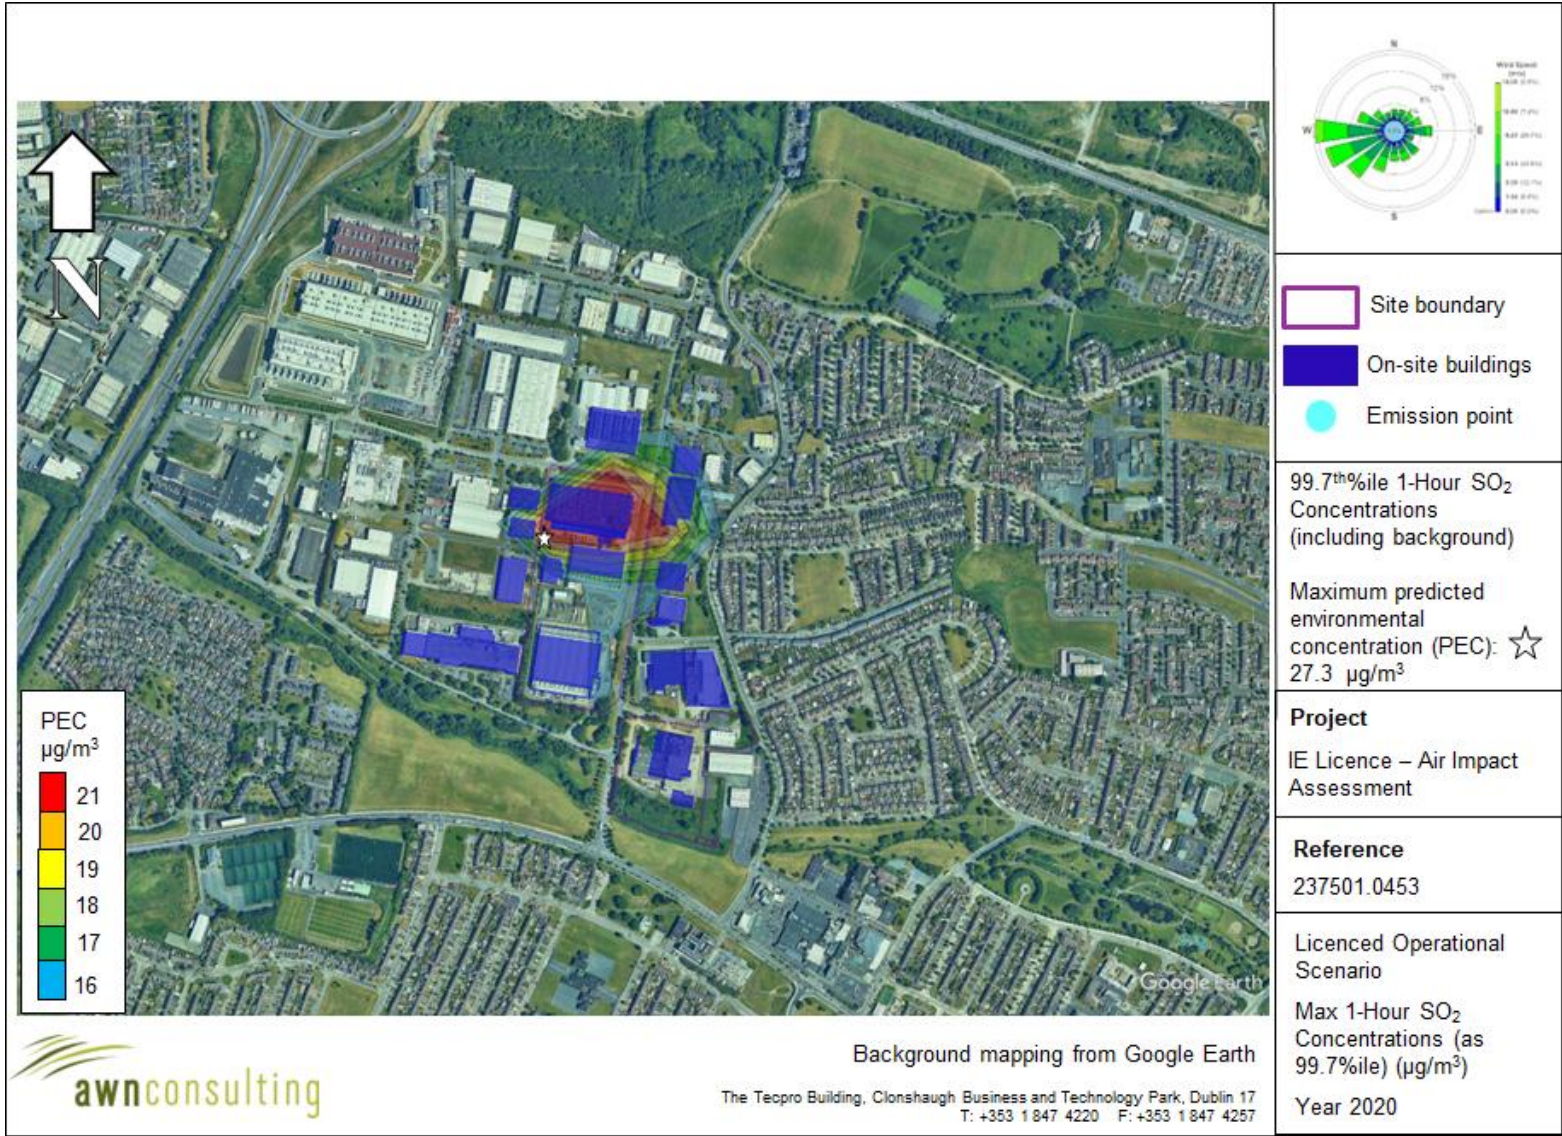 N
Google Earth
PEC
µg/m³
21
20
19
18
17
16
awnconsulting
Background mapping from Google Earth
The Tecpro Building, Clonshaugh Business and Technology Park, Dublin 17
T: +353 1 847 4220 F: +353 1 847 4257
N
W
E
S
Wind Speed
Site boundary
On-site buildings
Emission point
99.7th%ile 1-Hour SO₂
Concentrations
(including background)
Maximum predicted
environmental
concentration (PEC):
27.3 µg/m³
Project
IE Licence – Air Impact
Assessment
Reference
237501.0453
Licenced Operational
Scenario
Max 1-Hour SO₂
Concentrations (as
99.7%ile) (µg/m³)
Year 2020